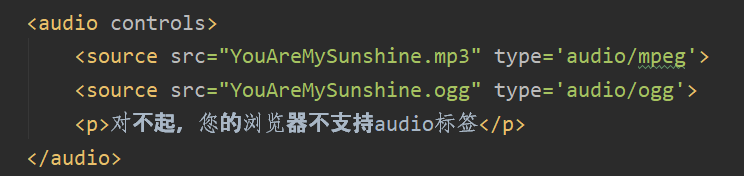 <audio controls>
<source src="YouAreMySunshine.mp3" type='audio/mpeg'>
<source src="YouAreMySunshine.ogg" type='audio/ogg'>
<p>对不起，您的浏览器不支持audio标签</p>
</audio>